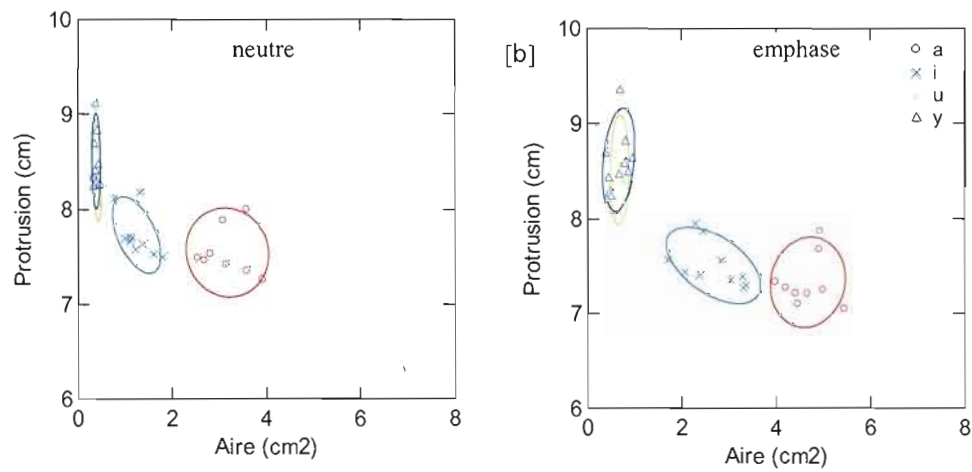 neutre
10
9
8
7
6
Protrusion (cm)
0
2
4
6
8
Aire (cm2)
[b]
emphase
a
i
u
y
10
9
8
7
6
Protrusion (cm)
0
2
4
6
8
Aire (cm2)